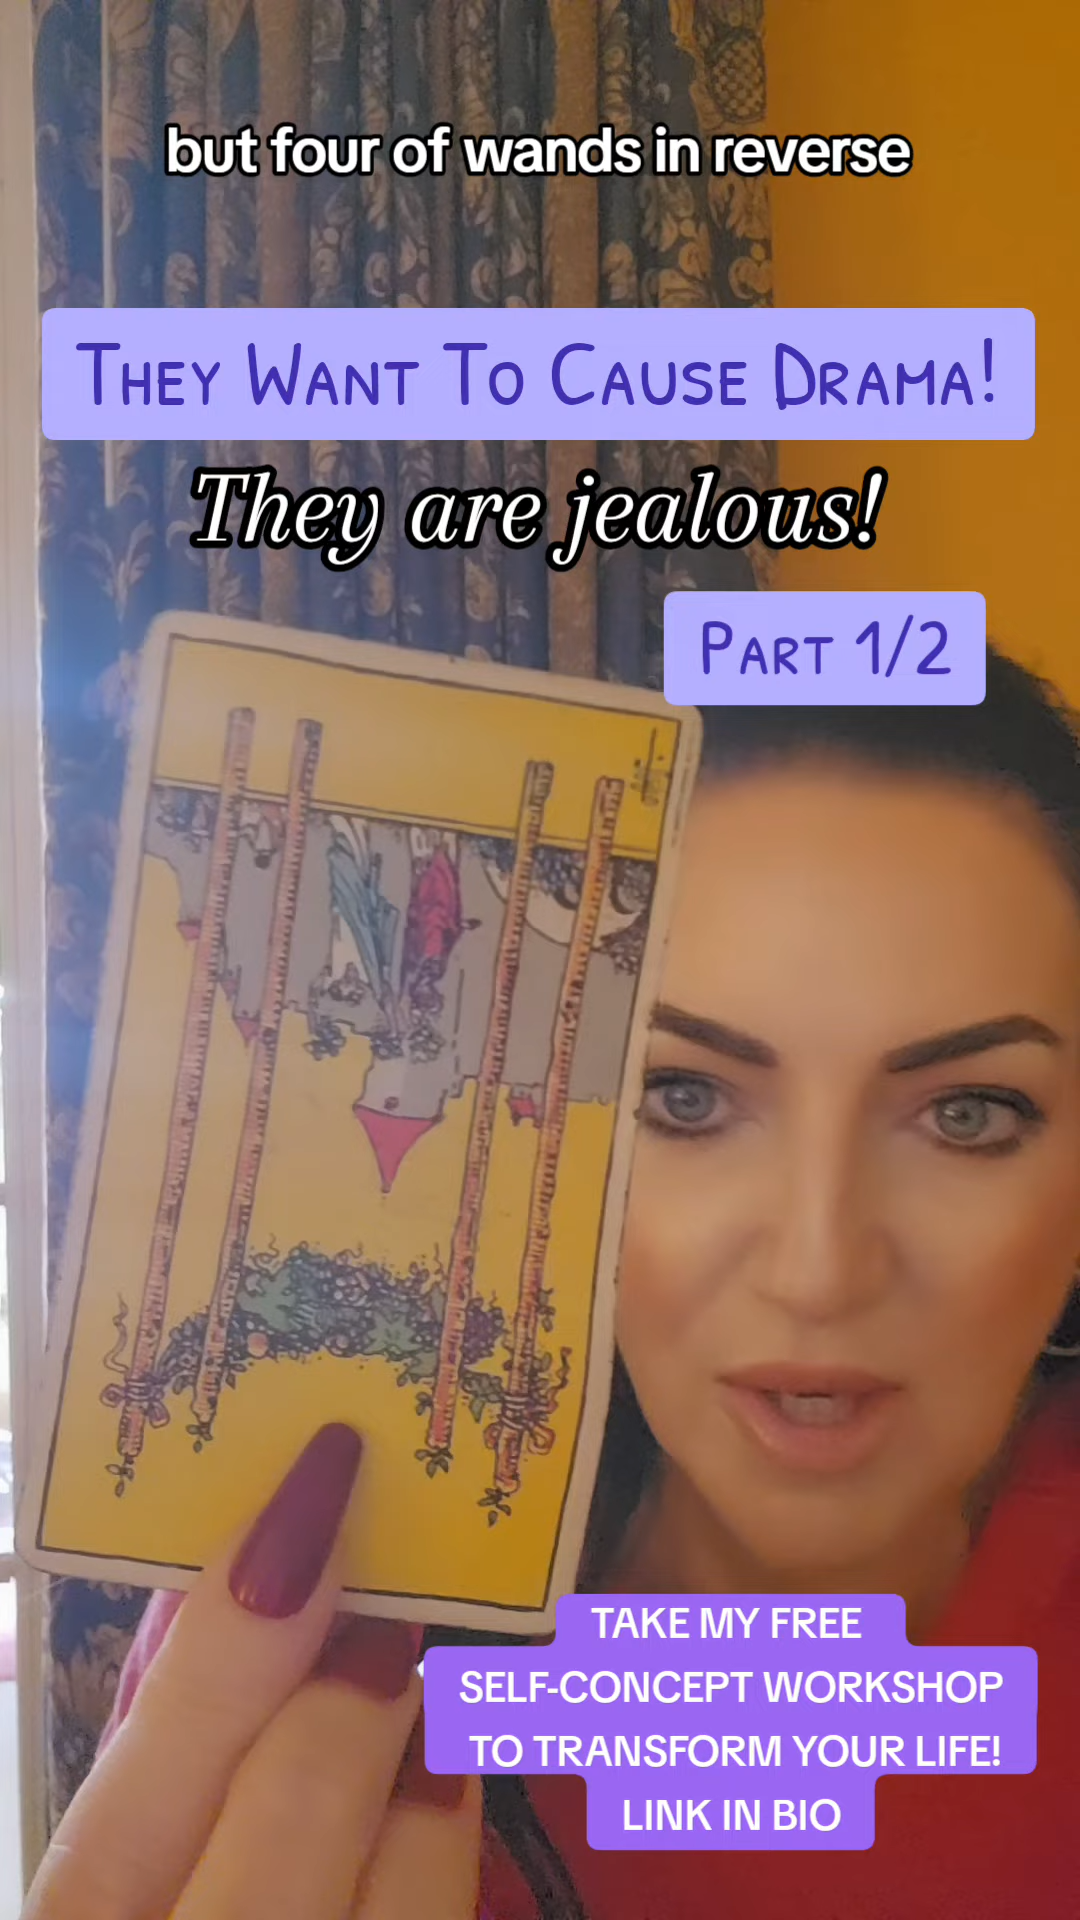 but four of wands in reverse
They Want To Cause Drama!
They are jealous!
Part 1/2
TAKE MY FREE
SELF-CONCEPT WORKSHOP
TO TRANSFORM YOUR LIFE!
LINK IN BIO